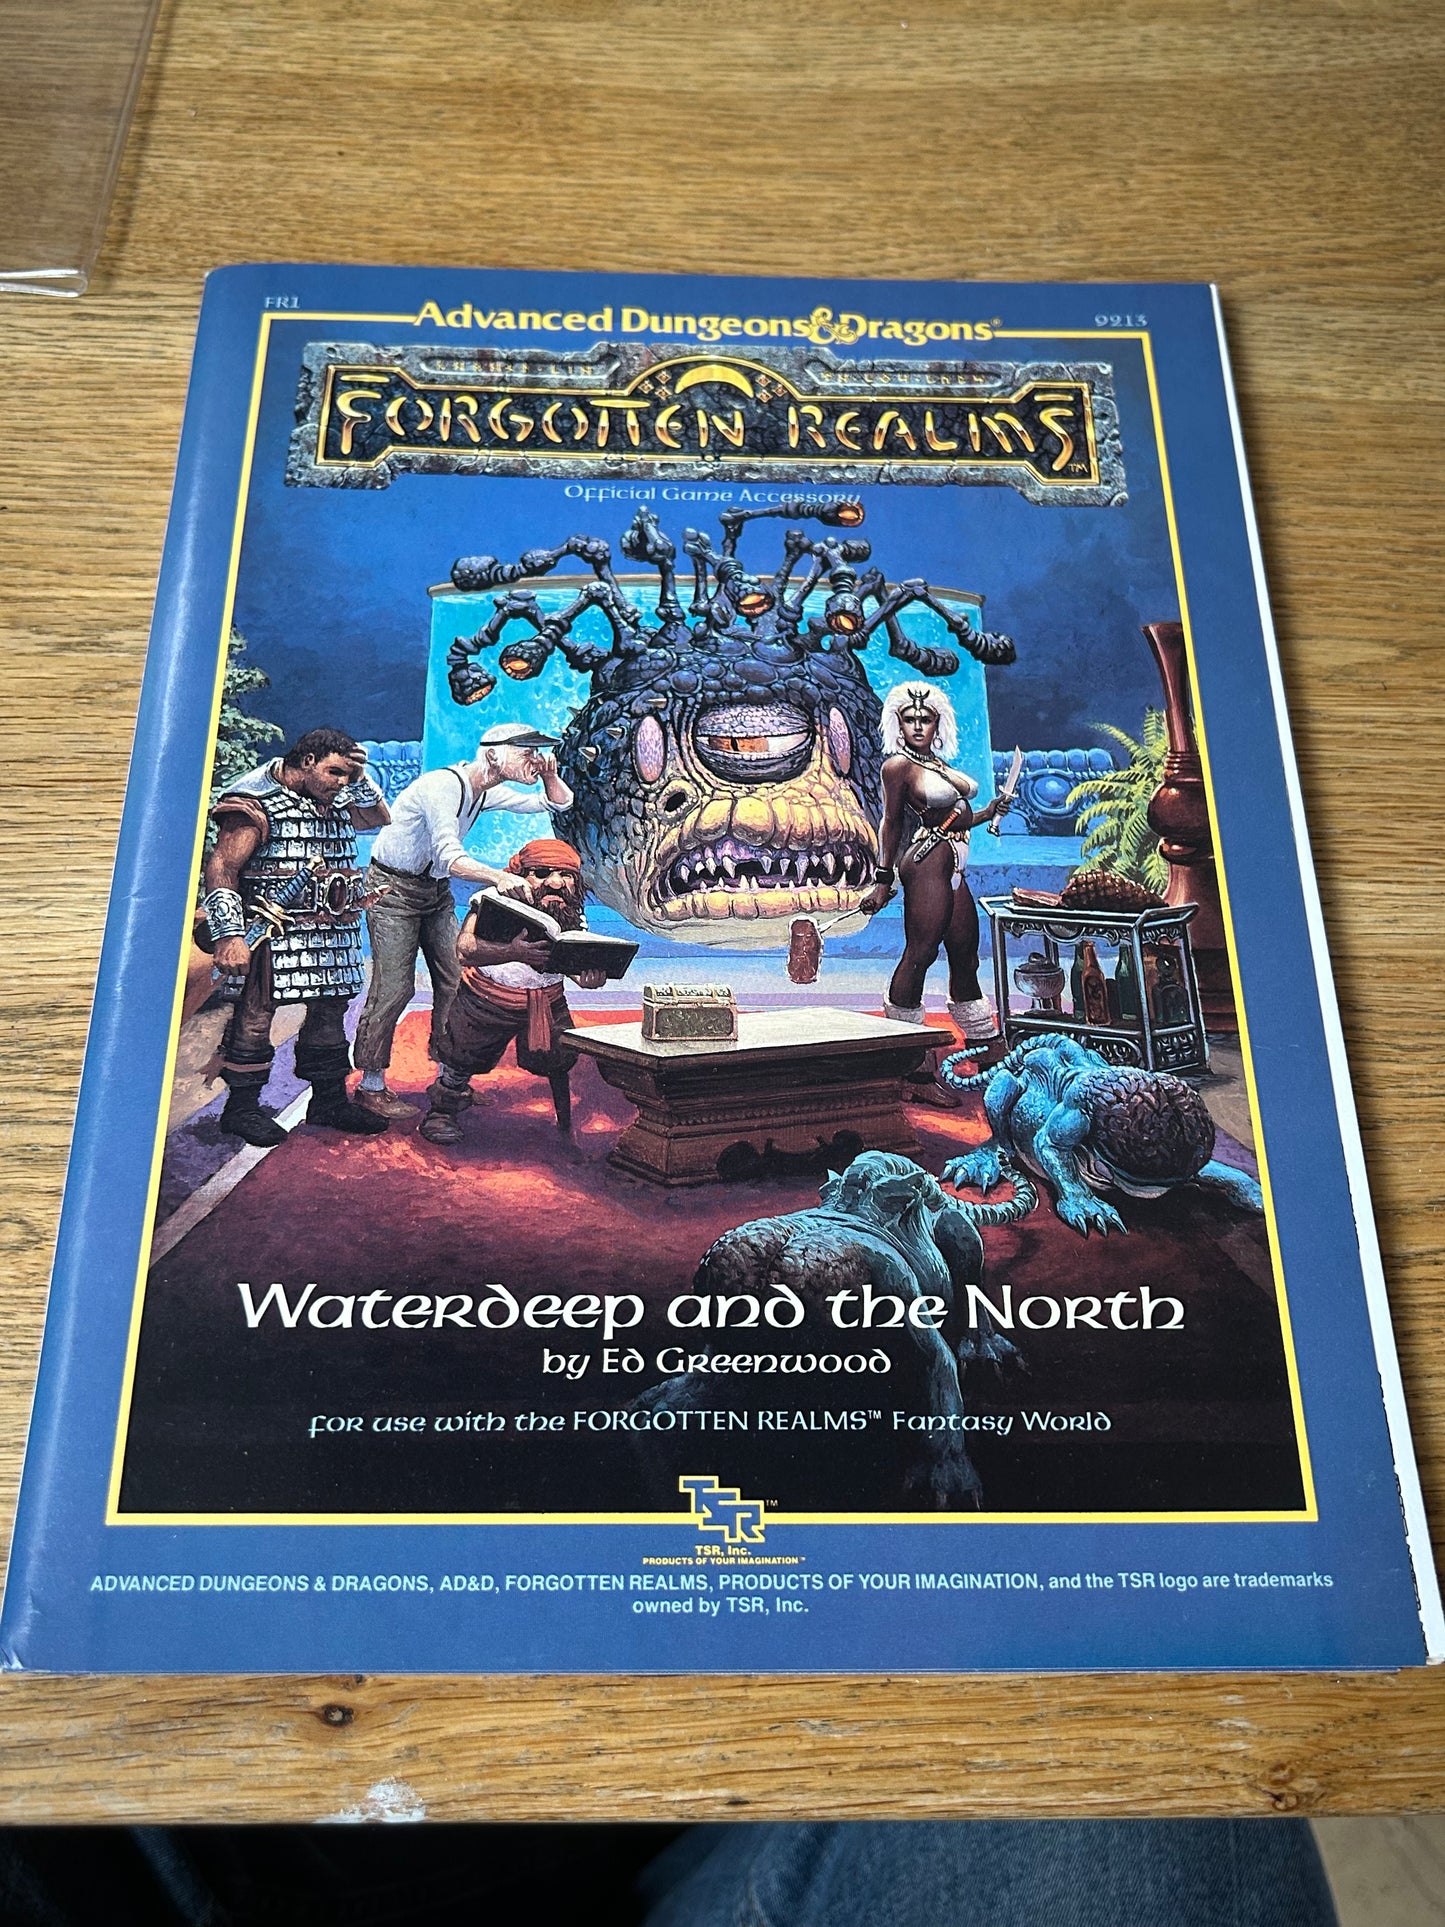 FR1
9213
Advanced Dungeons & Dragons®
FORGOTTEN REALMS™
Official Game Accessory
Waterdeep and the North
by Ed Greenwood
for use with the FORGOTTEN REALMS™ Fantasy World
TSR™
TSR, Inc.
PRODUCTS OF YOUR IMAGINATION™
ADVANCED DUNGEONS & DRAGONS, AD&D, FORGOTTEN REALMS, PRODUCTS OF YOUR IMAGINATION, and the TSR logo are trademarks
owned by TSR, Inc.